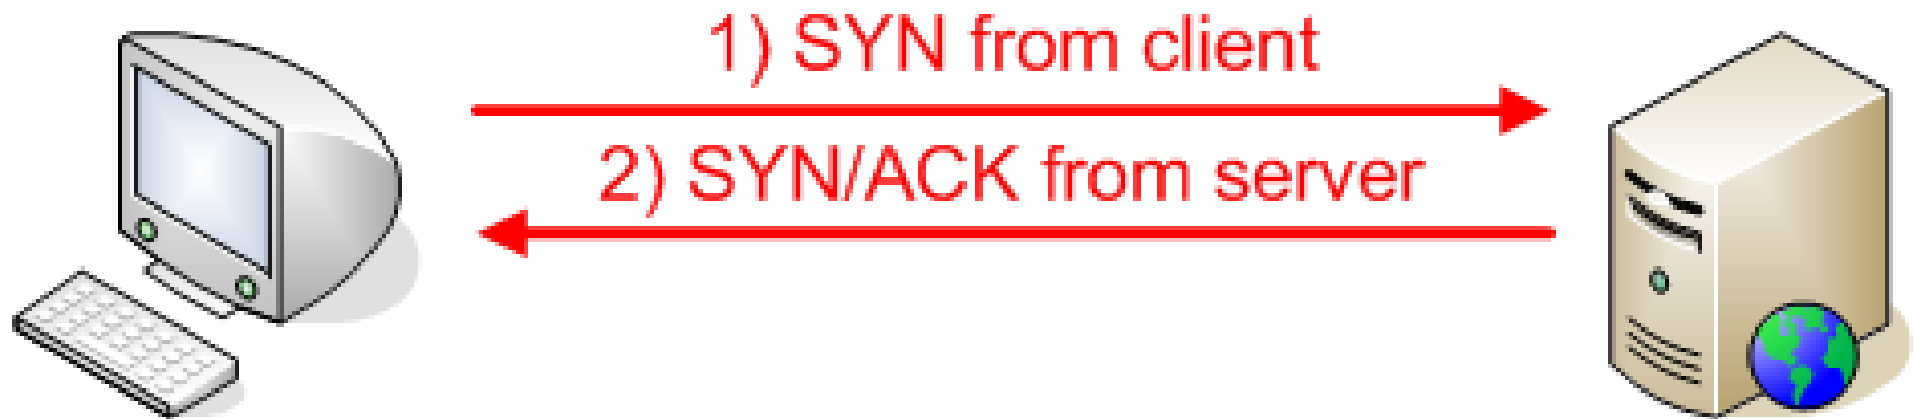 1) SYN from client
2) SYN/ACK from server